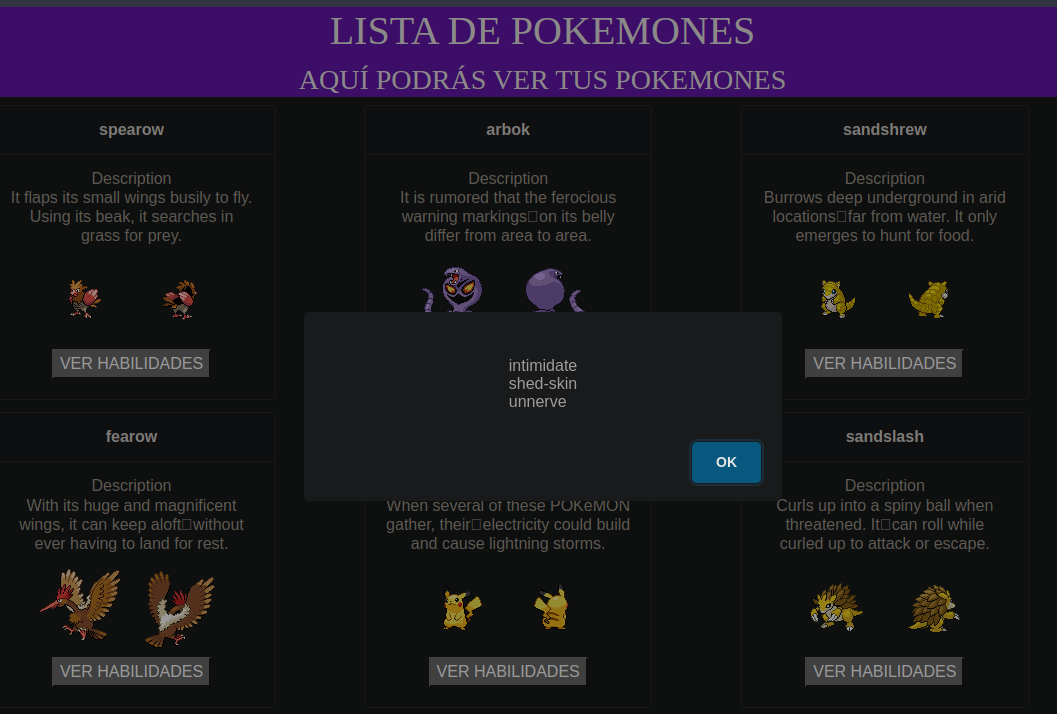 LISTA DE POKEMONES
AQUÍ PODRÁS VER TUS POKEMONES
spearow
Description
It flaps its small wings busily to fly.
Using its beak, it searches in
grass for prey.
VER HABILIDADES
arbok
Description
It is rumored that the ferocious
warning markings□on its belly
differ from area to area.
sandshrew
Description
Burrows deep underground in arid
locations□far from water. It only
emerges to hunt for food.
VER HABILIDADES
intimidate
shed-skin
unnerve
OK
fearow
Description
With its huge and magnificent
wings, it can keep aloft□without
ever having to land for rest.
VER HABILIDADES
When several of these POKéMON
gather, their□electricity could build
and cause lightning storms.
VER HABILIDADES
sandslash
Description
Curls up into a spiny ball when
threatened. It□can roll while
curled up to attack or escape.
VER HABILIDADES